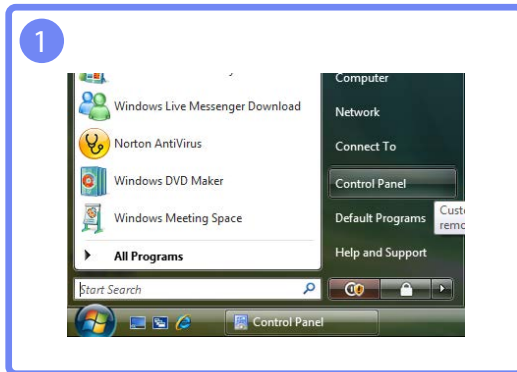 1
Windows Live Messenger Download
Norton AntiVirus
Windows DVD Maker
Windows Meeting Space
All Programs
Start Search
Computer
Network
Connect To
Control Panel
Default Programs
Help and Support
Control Panel